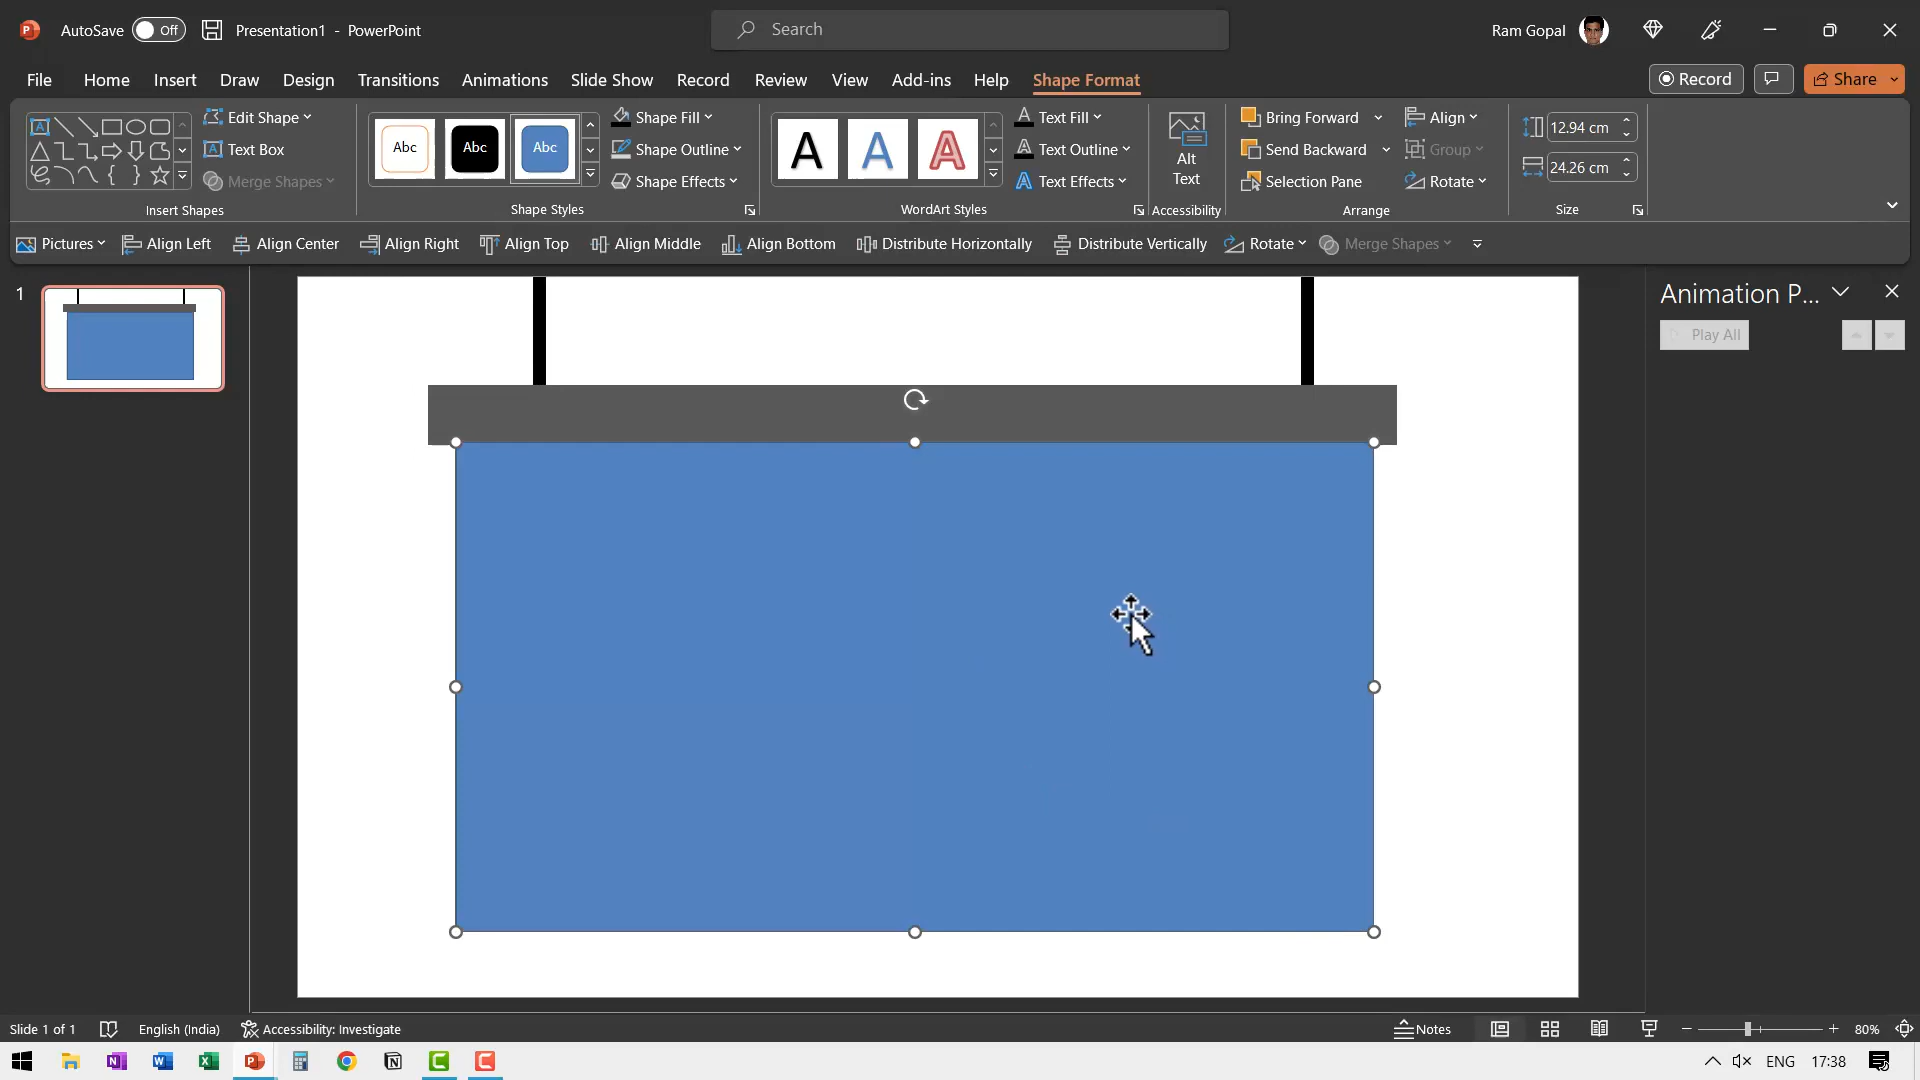 AutoSave Off Presentation1 - PowerPoint Search Ram Gopal
File Home Insert Draw Design Transitions Animations Slide Show Record Review View Add-ins Help Shape Format Record Share
Edit Shape
Text Box
Merge Shapes
Insert Shapes
Abc Abc Abc
Shape Fill
Shape Outline
Shape Effects
Shape Styles
A A A
Text Fill
Text Outline
Text Effects
WordArt Styles
Alt
Text
Accessibility
Bring Forward
Send Backward
Selection Pane
Align
Group
Rotate
Arrange
12.94 cm
24.26 cm
Size
Pictures Align Left Align Center Align Right Align Top Align Middle Align Bottom Distribute Horizontally Distribute Vertically Rotate Merge Shapes
1
Animation P...
Play All
Slide 1 of 1 English (India) Accessibility: Investigate Notes 80%
ENG 17:38